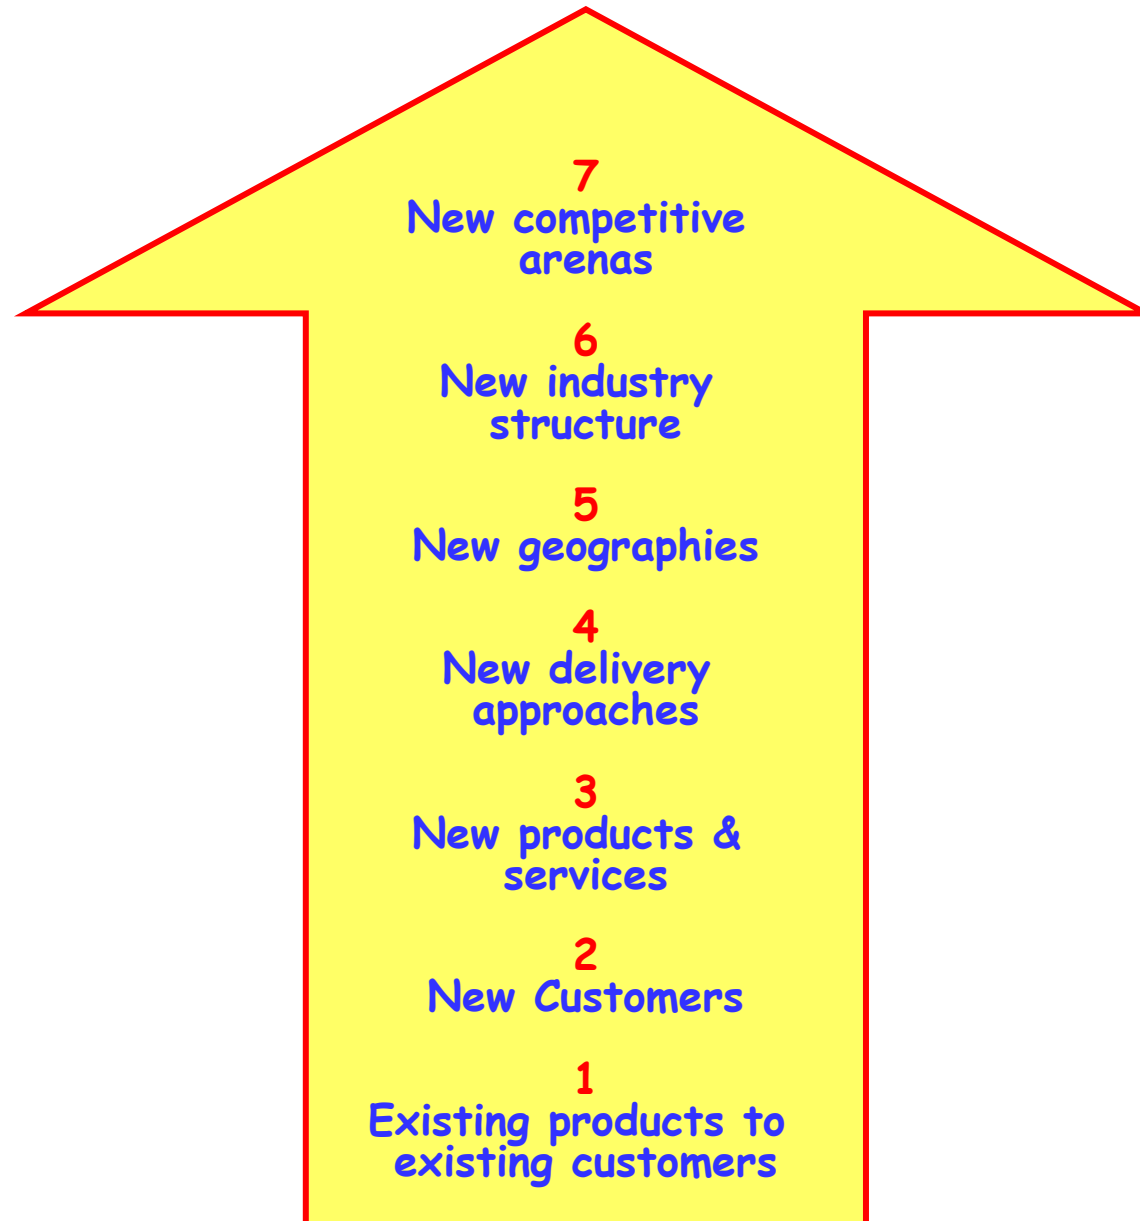 7
New competitive
arenas
6
New industry
structure
5
New geographies
4
New delivery
approaches
3
New products &
services
2
New Customers
1
Existing products to
existing customers